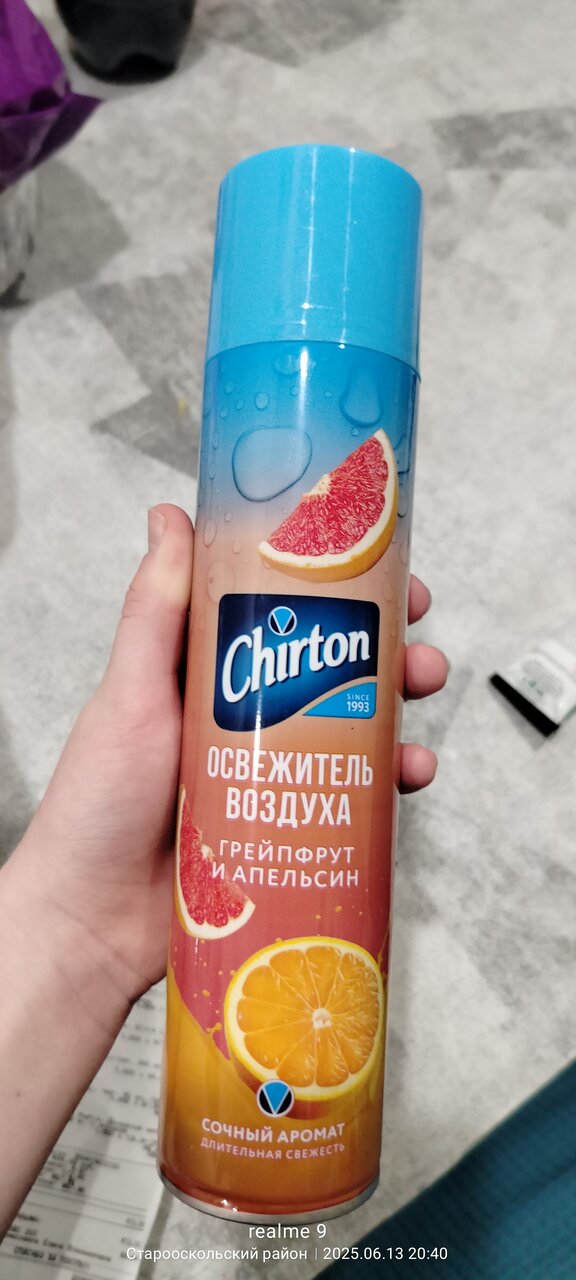 Chirton
SINCE
1993
ОСВЕЖИТЕЛЬ
ВОЗДУХА
ГРЕЙПФРУТ
И АПЕЛЬСИН
СОЧНЫЙ АРОМАТ
ДЛИТЕЛЬНАЯ СВЕЖЕСТЬ
realme 9
Старооскольский район | 2025.06.13 20:40